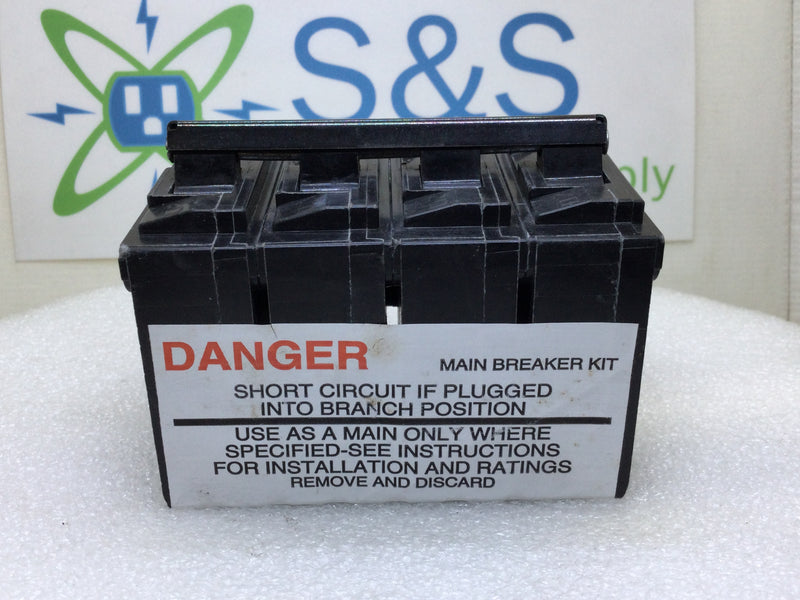 S&S
DANGER
MAIN BREAKER KIT
SHORT CIRCUIT IF PLUGGED
INTO BRANCH POSITION
USE AS A MAIN ONLY WHERE
SPECIFIED-SEE INSTRUCTIONS
FOR INSTALLATION AND RATINGS
REMOVE AND DISCARD